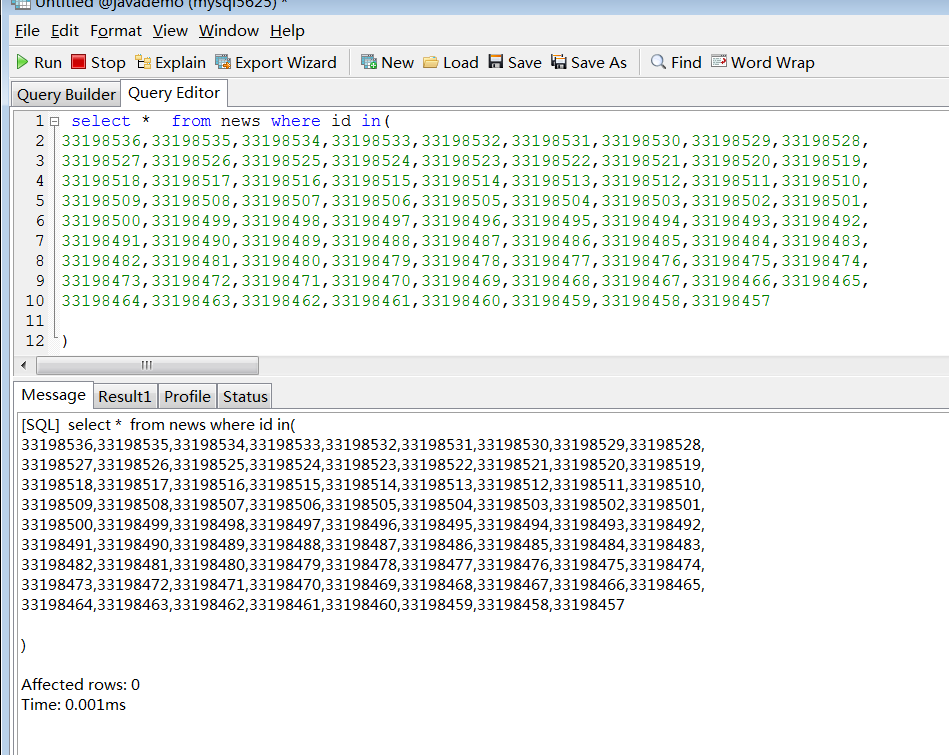 Untitled @javademo (mysql5625) *
File Edit Format View Window Help
Run Stop Explain Export Wizard New Load Save Save As Find Word Wrap
Query Builder Query Editor
1 select * from news where id in(
2 33198536,33198535,33198534,33198533,33198532,33198531,33198530,33198529,33198528,
3 33198527,33198526,33198525,33198524,33198523,33198522,33198521,33198520,33198519,
4 33198518,33198517,33198516,33198515,33198514,33198513,33198512,33198511,33198510,
5 33198509,33198508,33198507,33198506,33198505,33198504,33198503,33198502,33198501,
6 33198500,33198499,33198498,33198497,33198496,33198495,33198494,33198493,33198492,
7 33198491,33198490,33198489,33198488,33198487,33198486,33198485,33198484,33198483,
8 33198482,33198481,33198480,33198479,33198478,33198477,33198476,33198475,33198474,
9 33198473,33198472,33198471,33198470,33198469,33198468,33198467,33198466,33198465,
10 33198464,33198463,33198462,33198461,33198460,33198459,33198458,33198457
11
12 )
Message Result1 Profile Status
[SQL] select * from news where id in(
33198536,33198535,33198534,33198533,33198532,33198531,33198530,33198529,33198528,
33198527,33198526,33198525,33198524,33198523,33198522,33198521,33198520,33198519,
33198518,33198517,33198516,33198515,33198514,33198513,33198512,33198511,33198510,
33198509,33198508,33198507,33198506,33198505,33198504,33198503,33198502,33198501,
33198500,33198499,33198498,33198497,33198496,33198495,33198494,33198493,33198492,
33198491,33198490,33198489,33198488,33198487,33198486,33198485,33198484,33198483,
33198482,33198481,33198480,33198479,33198478,33198477,33198476,33198475,33198474,
33198473,33198472,33198471,33198470,33198469,33198468,33198467,33198466,33198465,
33198464,33198463,33198462,33198461,33198460,33198459,33198458,33198457
)
Affected rows: 0
Time: 0.001ms